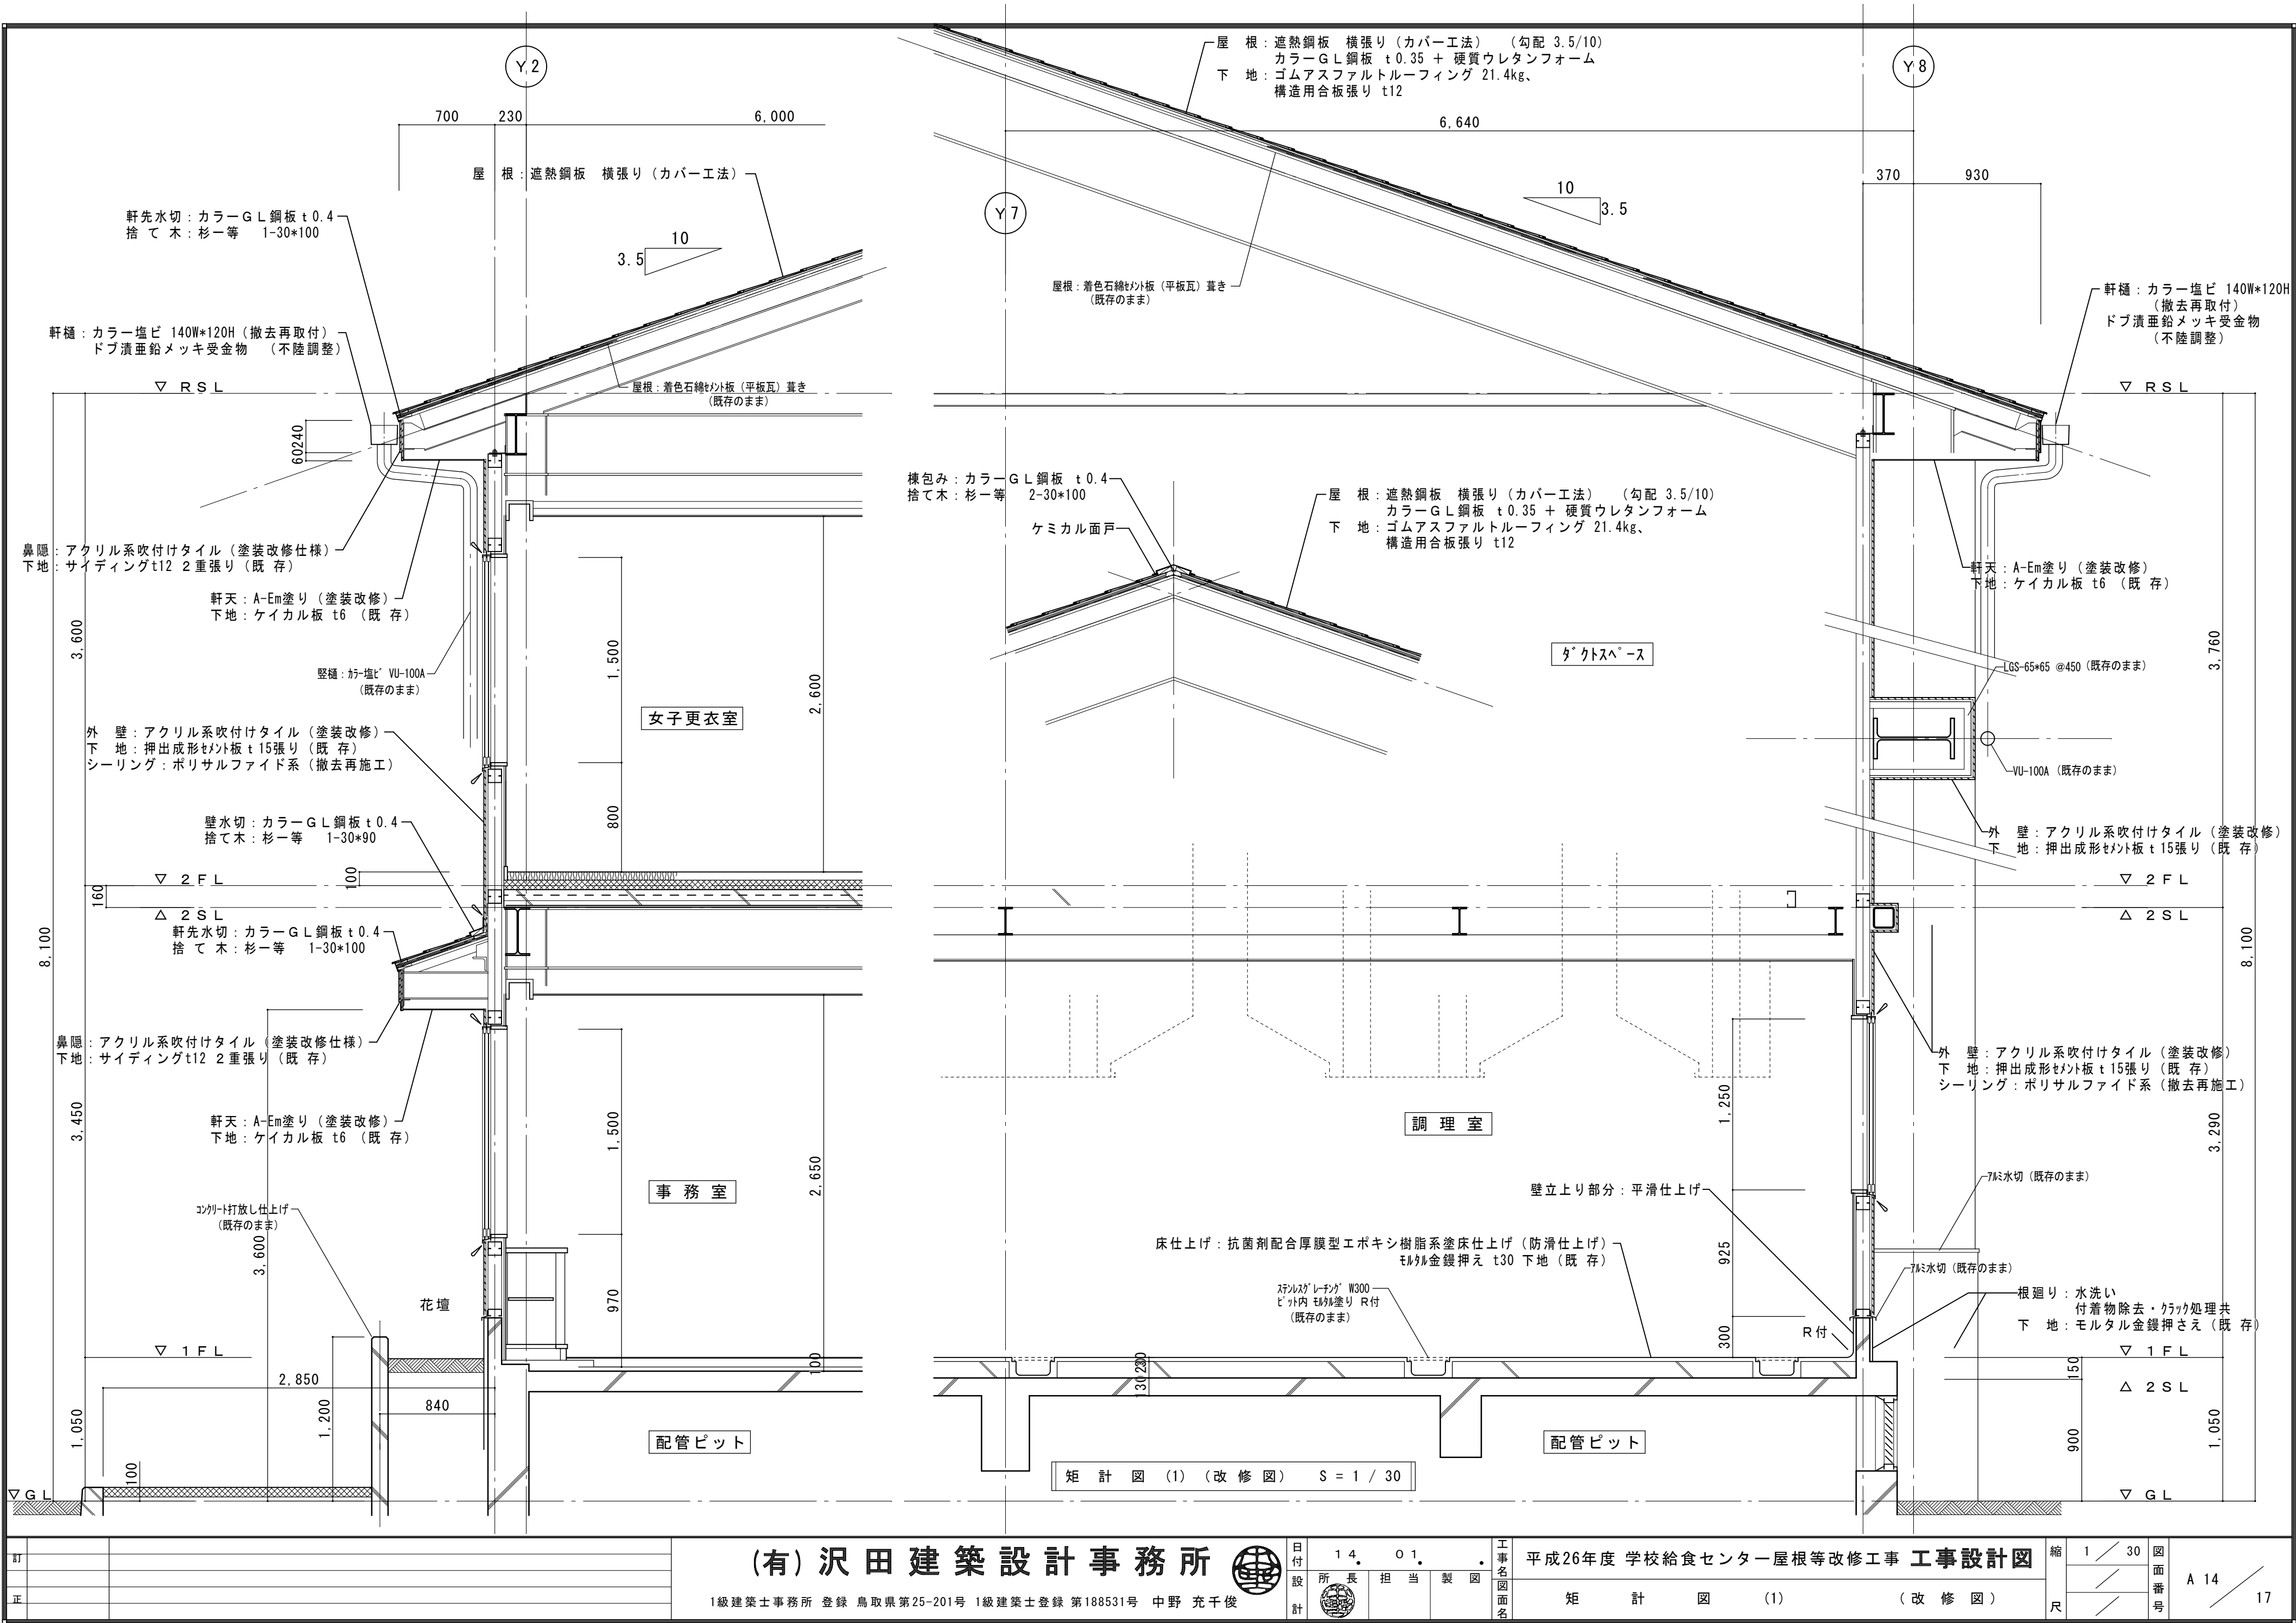 Y2
Y7
Y8
700
230
6,000
6,640
370
930
屋　根：遮熱鋼板　横張り（カバー工法）　（勾配 3.5/10）
カラーＧＬ鋼板 ｔ0.35 + 硬質ウレタンフォーム
下　地：ゴムアスファルトルーフィング 21.4kg、
構造用合板張り t12
屋　根：遮熱鋼板　横張り（カバー工法）
軒先水切：カラーＧＬ鋼板ｔ0.4
捨 て 木：杉一等　1-30*100
10
3.5
10
3.5
軒樋：カラー塩ビ 140W*120H（撤去再取付）
ドブ漬亜鉛メッキ受金物　（不陸調整）
屋根：着色石綿ｾﾒﾝﾄ板（平板瓦）葺き
（既存のまま）
屋根：着色石綿ｾﾒﾝﾄ板（平板瓦）葺き
（既存のまま）
軒樋：カラー塩ビ 140W*120H
（撤去再取付）
ドブ漬亜鉛メッキ受金物
（不陸調整）
▽ ＲＳＬ
▽ ＲＳＬ
60
240
鼻隠：アクリル系吹付けタイル（塗装改修仕様）
下地：サイディングt12 ２重張り（既 存）
軒天：A-Em塗り（塗装改修）
下地：ケイカル板 t6 （既 存）
竪樋：ｶﾗｰ塩ﾋﾞ VU-100A
（既存のまま）
3,600
外　壁：アクリル系吹付けタイル（塗装改修）
下　地：押出成形ｾﾒﾝﾄ板ｔ15張り（既 存）
シーリング：ポリサルファイド系（撤去再施工）
1,500
2,600
女子更衣室
800
壁水切：カラーＧＬ鋼板ｔ0.4
捨て木：杉一等　1-30*90
100
160
▽ ２ＦＬ
△ ２ＳＬ
軒先水切：カラーＧＬ鋼板ｔ0.4
捨 て 木：杉一等　1-30*100
8,100
鼻隠：アクリル系吹付けタイル（塗装改修仕様）
下地：サイディングt12 ２重張り（既 存）
軒天：A-Em塗り（塗装改修）
下地：ケイカル板 t6 （既 存）
3,450
1,500
2,650
事 務 室
ｺﾝｸﾘｰﾄ打放し仕上げ
（既存のまま）
3,600
970
花壇
▽ １ＦＬ
100
2,850
840
1,200
1,050
100
▽ＧＬ
配管ピット
棟包み：カラーＧＬ鋼板 ｔ0.4
捨て木：杉一等　2-30*100
ケミカル面戸
屋　根：遮熱鋼板　横張り（カバー工法）　（勾配 3.5/10）
カラーＧＬ鋼板 ｔ0.35 + 硬質ウレタンフォーム
下　地：ゴムアスファルトルーフィング 21.4kg、
構造用合板張り t12
ﾀﾞｸﾄｽﾍﾟｰｽ
軒天：A-Em塗り（塗装改修）
下地：ケイカル板 t6 （既 存）
LGS-65*65 @450（既存のまま）
3,760
VU-100A （既存のまま）
外　壁：アクリル系吹付けタイル（塗装改修）
下　地：押出成形ｾﾒﾝﾄ板ｔ15張り（既 存）
▽ ２ＦＬ
△ ２ＳＬ
8,100
外　壁：アクリル系吹付けタイル（塗装改修）
下　地：押出成形ｾﾒﾝﾄ板ｔ15張り（既 存）
シーリング：ポリサルファイド系（撤去再施工）
1,250
3,290
調 理 室
壁立上り部分：平滑仕上げ
ｱﾙﾐ水切（既存のまま）
床仕上げ：抗菌剤配合厚膜型エポキシ樹脂系塗床仕上げ（防滑仕上げ）
ﾓﾙﾀﾙ金鏝押え t30 下地（既 存）
925
ｱﾙﾐ水切（既存のまま）
ｽﾃﾝﾚｽｸﾞﾚｰﾁﾝｸﾞ W300
ﾋﾟｯﾄ内 ﾓﾙﾀﾙ塗り R付
（既存のまま）
根廻り：水洗い
付着物除去・ｸﾗｯｸ処理共
下　地：モルタル金鏝押さえ（既 存）
300
Ｒ付
▽ １ＦＬ
150
△ ２ＳＬ
130
900
1,050
配管ピット
▽ ＧＬ
矩　計　図　(1)　(改 修 図)　S = 1 / 30
訂
正
(有) 沢 田 建 築 設 計 事 務 所
1級建築士事務所 登録 鳥取県第25-201号 1級建築士登録 第188531号 中野 充千俊
日付
14. 01. .
設計
所 長
担 当
製 図
工事名
平成26年度 学校給食センター屋根等改修工事 工事設計図
図面名
矩　計　図　(1)　(改 修 図)
縮尺
1 ／ 30
図面番号
A 14 ／ 17